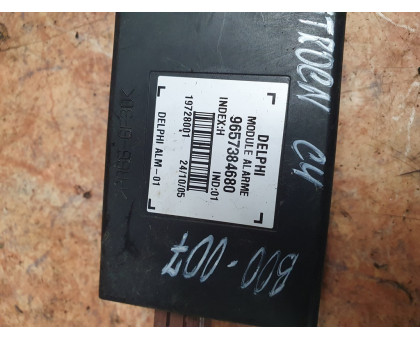 DELPHI
MODULE ALARME
9657384680
INDEX:H IND:01
19728001 24/10/05
DELPHI ALM-01
CITROEN C4
B00-007